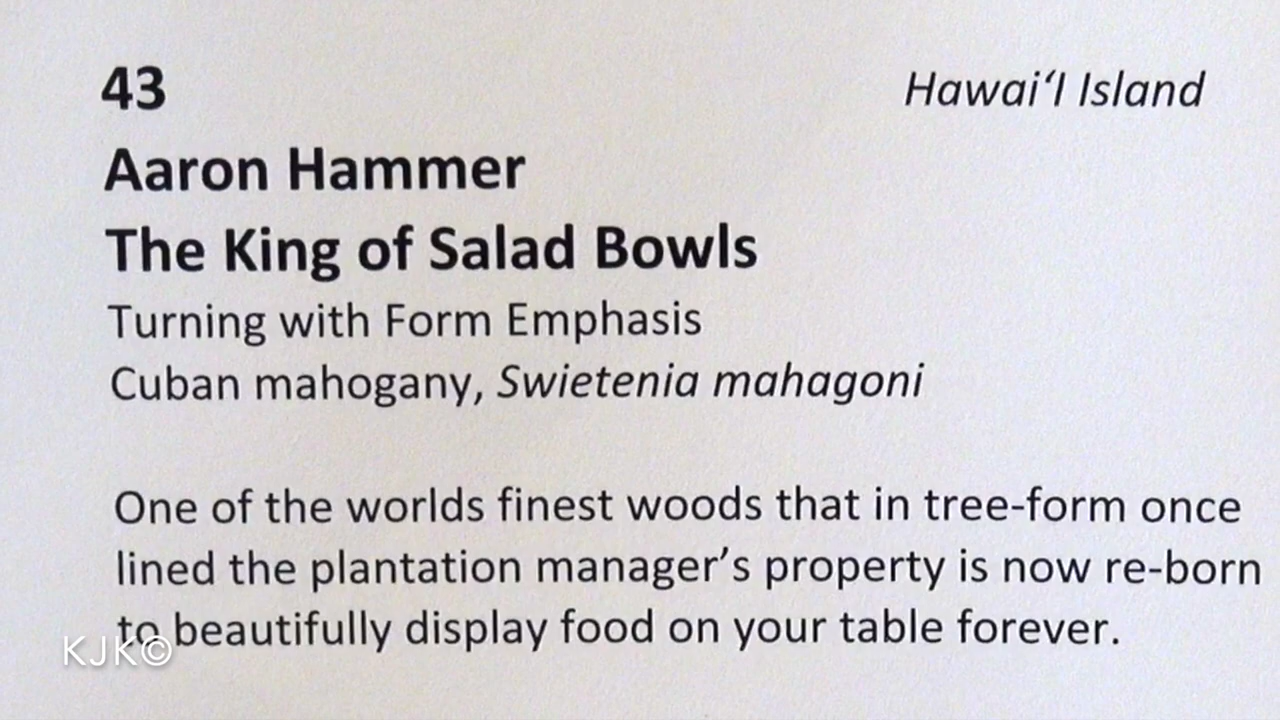 43 Hawai‘I Island
Aaron Hammer
The King of Salad Bowls
Turning with Form Emphasis
Cuban mahogany, Swietenia mahagoni
One of the worlds finest woods that in tree-form once
lined the plantation manager’s property is now re-born
to beautifully display food on your table forever.
KJK©